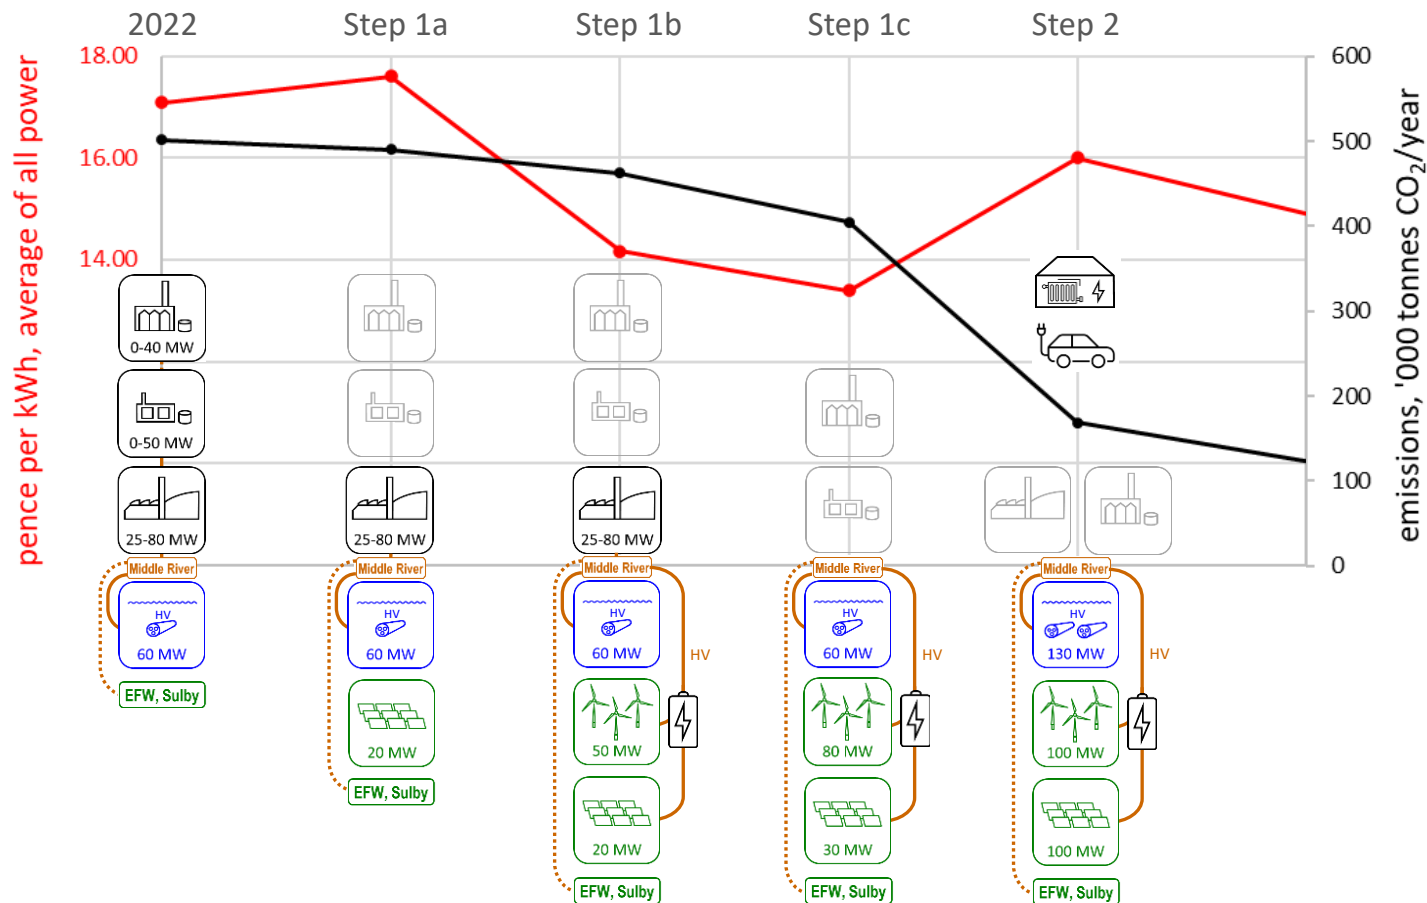 2022
Step 1a
Step 1b
Step 1c
Step 2
pence per kWh, average of all power
18.00
16.00
14.00
600
500
400
300
200
100
0
emissions, '000 tonnes CO₂/year
0-40 MW
0-50 MW
25-80 MW
25-80 MW
25-80 MW
Middle River
Middle River
Middle River
Middle River
Middle River
HV
60 MW
HV
60 MW
HV
60 MW
HV
HV
60 MW
130 MW
HV
EFW, Sulby
20 MW
50 MW
80 MW
100 MW
EFW, Sulby
20 MW
30 MW
100 MW
EFW, Sulby
EFW, Sulby
EFW, Sulby